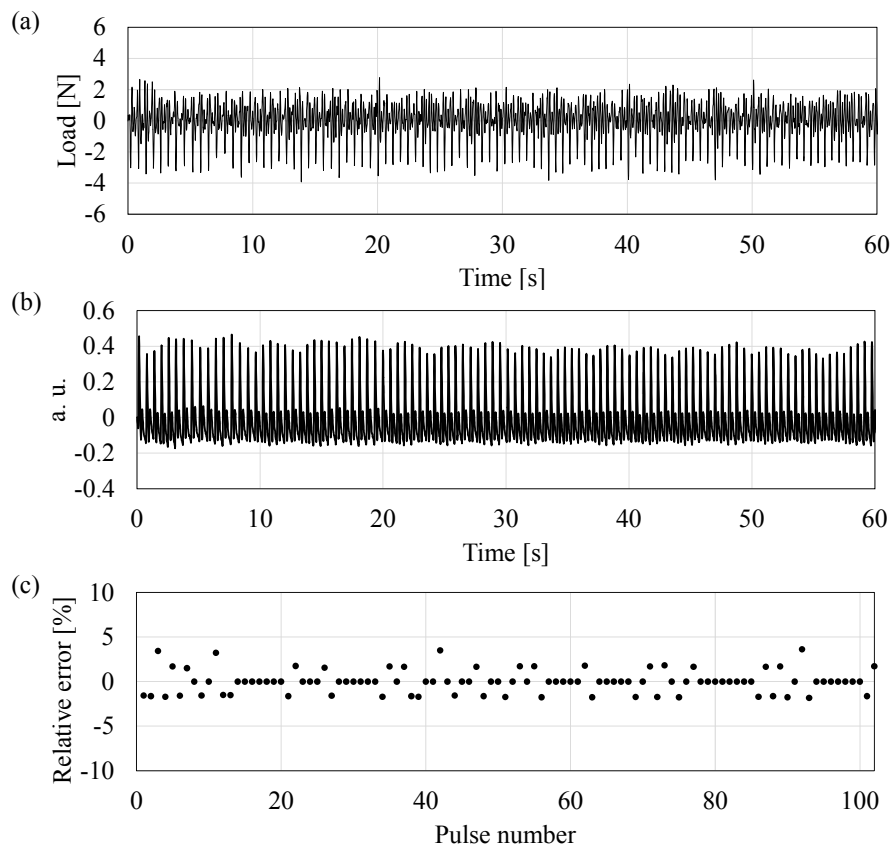 (a)
Load [N]
6
4
2
0
-2
-4
-6
0 10 20 30 40 50 60
Time [s]
(b)
a. u.
0.6
0.4
0.2
0
-0.2
-0.4
0 10 20 30 40 50 60
Time [s]
(c)
Relative error [%]
10
5
0
-5
-10
0 20 40 60 80 100
Pulse number